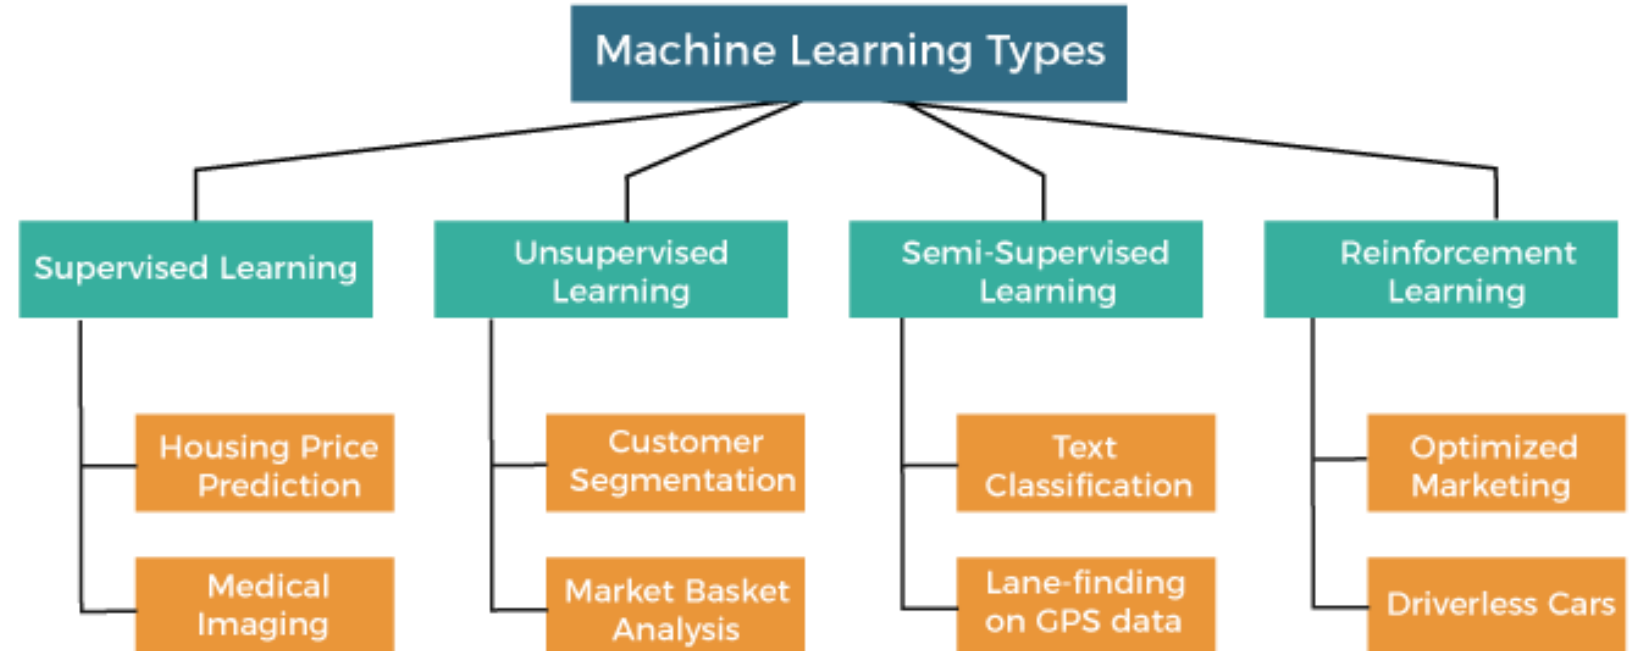 Machine Learning Types
Supervised Learning
Unsupervised
Learning
Semi-Supervised
Learning
Reinforcement
Learning
Housing Price
Prediction
Customer
Segmentation
Text
Classification
Optimized
Marketing
Medical
Imaging
Market Basket
Analysis
Lane-finding
on GPS data
Driverless Cars